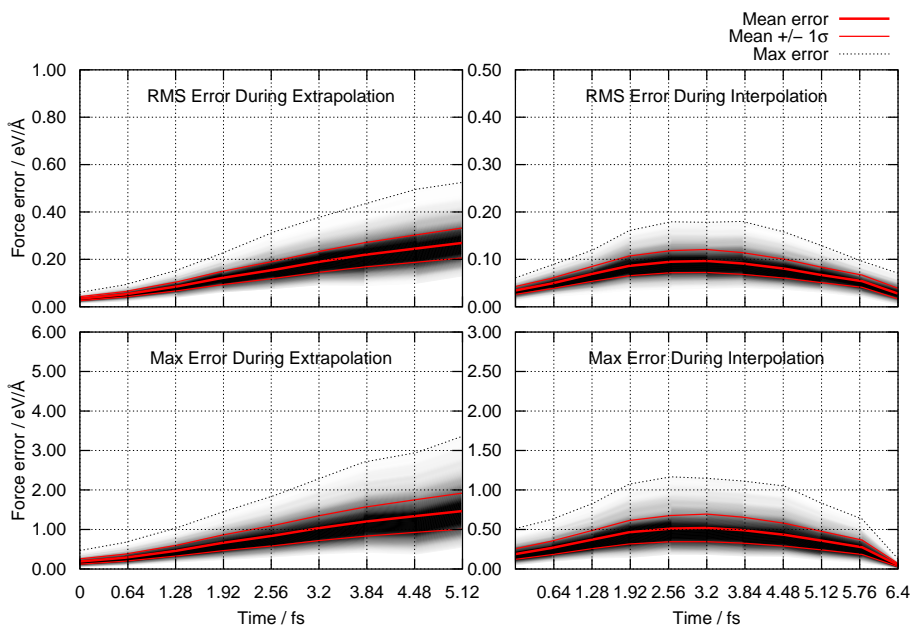 Mean error
Mean +/− 1σ
Max error
RMS Error During Extrapolation
Force error / eV/Å
1.00
0.80
0.60
0.40
0.20
0.00
RMS Error During Interpolation
0.50
0.40
0.30
0.20
0.10
0.00
Max Error During Extrapolation
Force error / eV/Å
6.00
5.00
4.00
3.00
2.00
1.00
0.00
0 0.64 1.28 1.92 2.56 3.2 3.84 4.48 5.12
Time / fs
Max Error During Interpolation
3.00
2.50
2.00
1.50
1.00
0.50
0.00
0.64 1.28 1.92 2.56 3.2 3.84 4.48 5.12 5.76 6.4
Time / fs